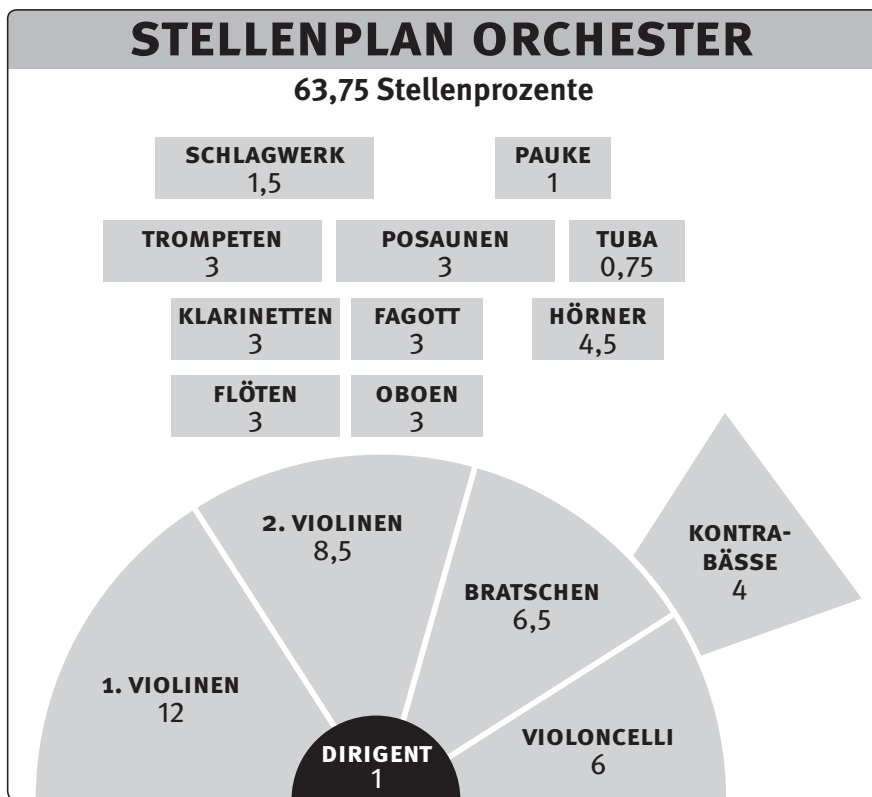 STELLENPLAN ORCHESTER
63,75 Stellenprozente
SCHLAGWERK
1,5
PAUKE
1
TROMPETEN
3
POSAUNEN
3
TUBA
0,75
KLARINETTEN
3
FAGOTT
3
HÖRNER
4,5
FLÖTEN
3
OBOEN
3
2. VIOLINEN
8,5
KONTRA-
BÄSSE
4
BRATSCHEN
6,5
1. VIOLINEN
12
VIOLONCELLI
6
DIRIGENT
1